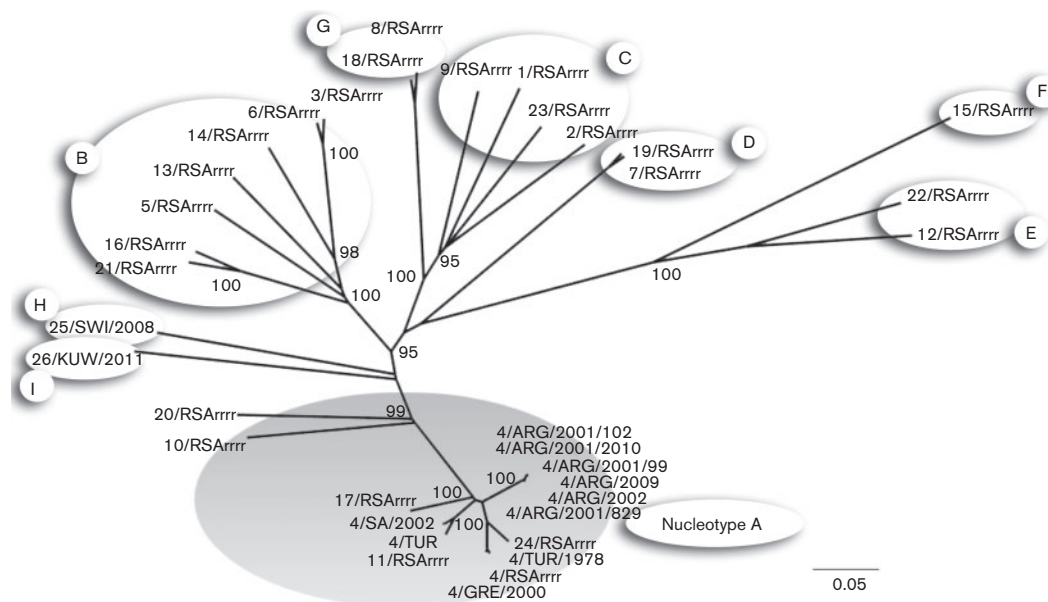 G
8/RSArrrr
18/RSArrrr
9/RSArrrr
1/RSArrrr
C
23/RSArrrr
2/RSArrrr
3/RSArrrr
6/RSArrrr
14/RSArrrr
100
B
13/RSArrrr
5/RSArrrr
16/RSArrrr
21/RSArrrr
100
98
100
19/RSArrrr
7/RSArrrr
D
15/RSArrrr
F
22/RSArrrr
12/RSArrrr
E
100
95
100
H
25/SWI/2008
26/KUW/2011
I
95
20/RSArrrr
10/RSArrrr
99
4/ARG/2001/102
4/ARG/2001/2010
4/ARG/2001/99
4/ARG/2009
4/ARG/2002
4/ARG/2001/829
100
100
17/RSArrrr
4/SA/2002
100
4/TUR
11/RSArrrr
24/RSArrrr
4/TUR/1978
4/RSArrrr
4/GRE/2000
Nucleotype A
0.05